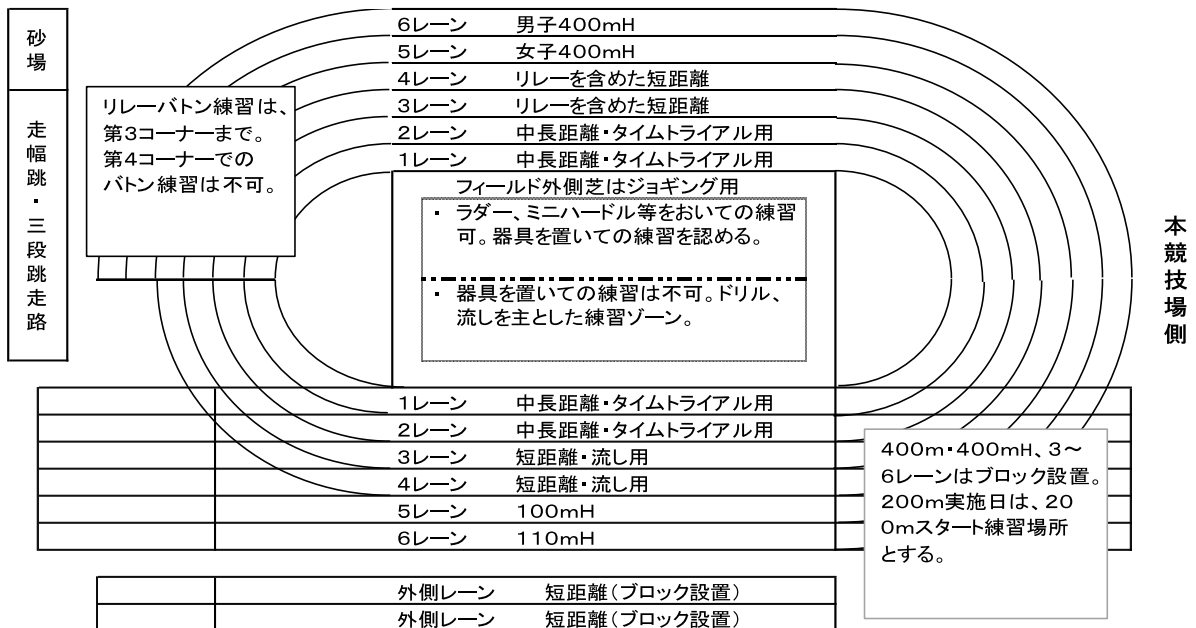 砂場
走幅跳・三段跳走路
6レーン 男子400mH
5レーン 女子400mH
4レーン リレーを含めた短距離
3レーン リレーを含めた短距離
2レーン 中長距離・タイムトライアル用
1レーン 中長距離・タイムトライアル用
リレーバトン練習は、
第3コーナーまで。
第4コーナーでの
バトン練習は不可。
フィールド外側芝はジョギング用
・ ラダー、ミニハードル等をおいての練習
可。器具を置いての練習を認める。
・ 器具を置いての練習は不可。ドリル、
流しを主とした練習ゾーン。
本競技場側
1レーン 中長距離・タイムトライアル用
2レーン 中長距離・タイムトライアル用
3レーン 短距離・流し用
4レーン 短距離・流し用
5レーン 100mH
6レーン 110mH
400m・400mH、3～
6レーンはブロック設置。
200m実施日は、20
0mスタート練習場所
とする。
外側レーン 短距離(ブロック設置)
外側レーン 短距離(ブロック設置)